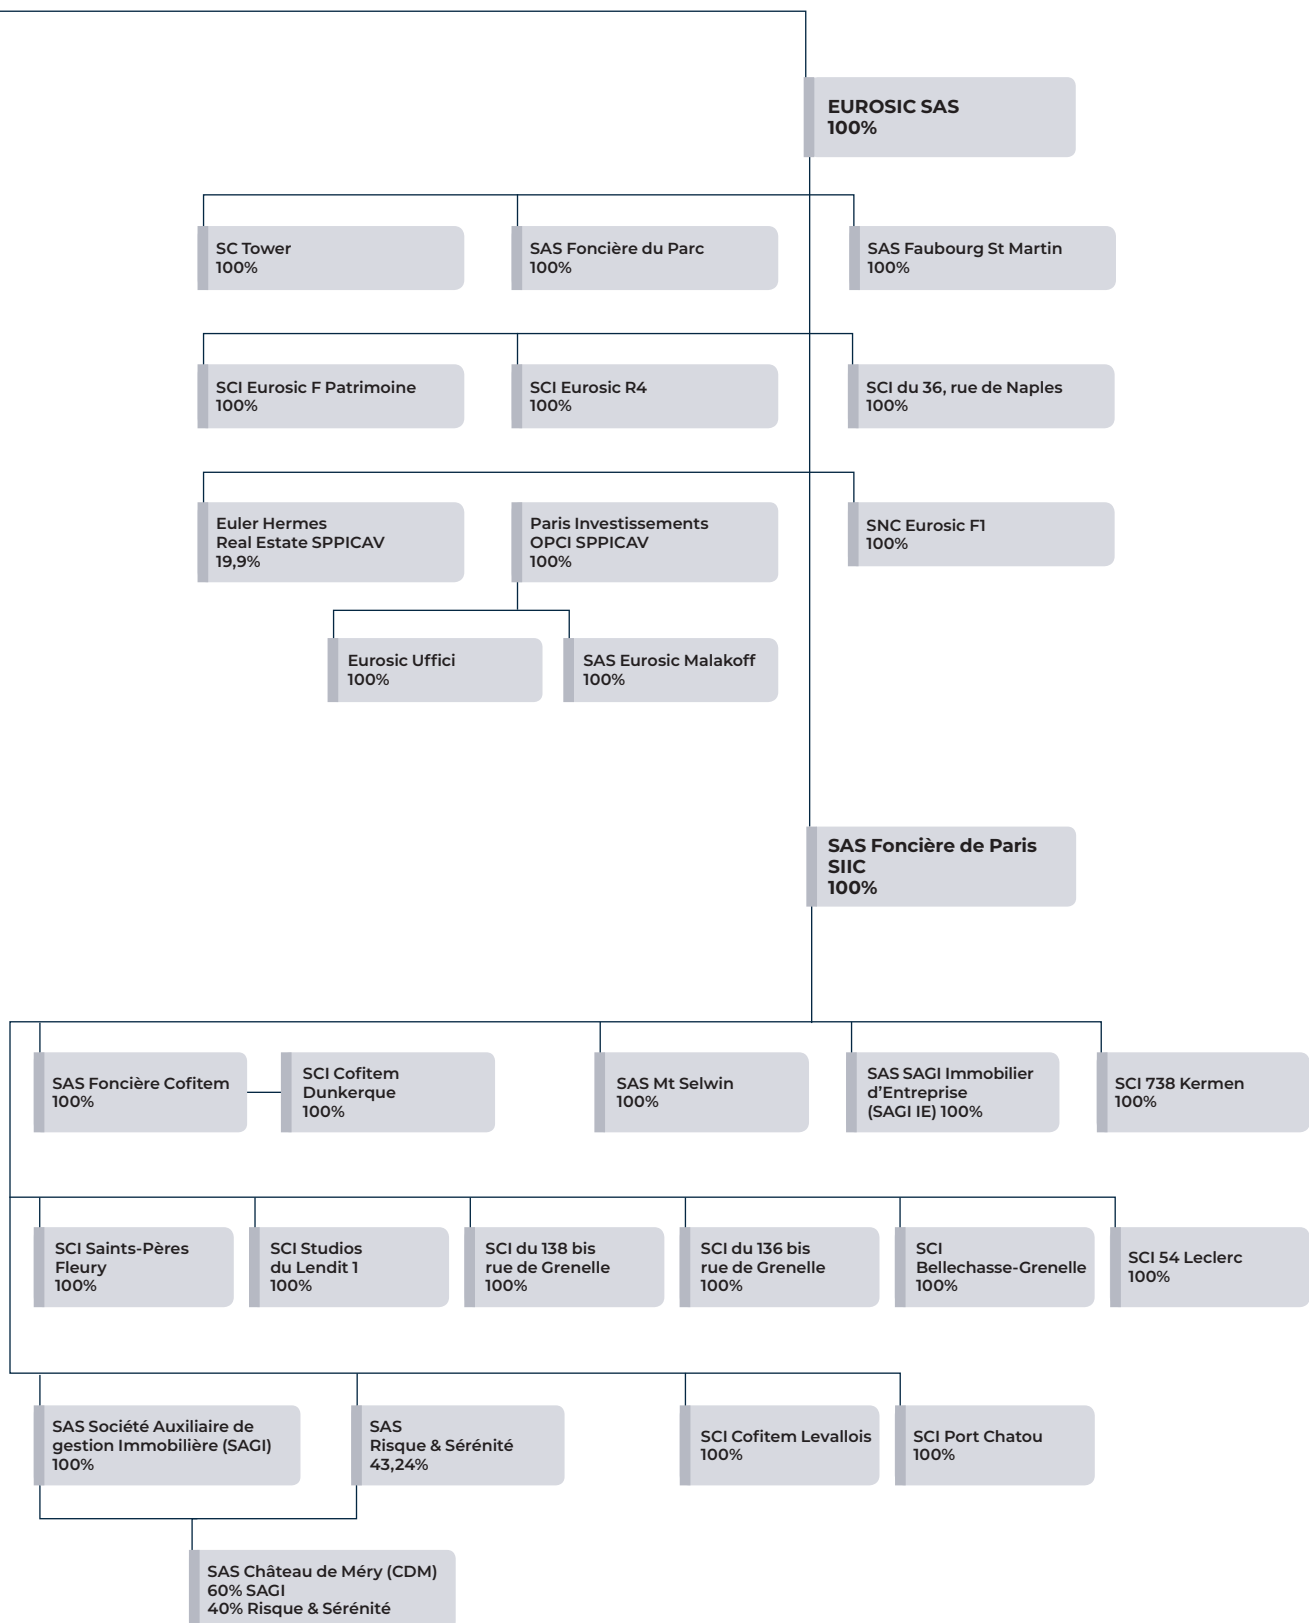 EUROSIC SAS
100%
SC Tower
100%
SAS Foncière du Parc
100%
SAS Faubourg St Martin
100%
SCI Eurosic F Patrimoine
100%
SCI Eurosic R4
100%
SCI du 36, rue de Naples
100%
Euler Hermes
Real Estate SPPICAV
19,9%
Paris Investissements
OPCI SPPICAV
100%
SNC Eurosic F1
100%
Eurosic Uffici
100%
SAS Eurosic Malakoff
100%
SAS Foncière de Paris
SIIC
100%
SAS Foncière Cofitem
100%
SCI Cofitem
Dunkerque
100%
SAS Mt Selwin
100%
SAS SAGI Immobilier
d’Entreprise
(SAGI IE) 100%
SCI 738 Kermen
100%
SCI Saints-Pères
Fleury
100%
SCI Studios
du Lendit 1
100%
SCI du 138 bis
rue de Grenelle
100%
SCI du 136 bis
rue de Grenelle
100%
SCI
Bellechasse-Grenelle
100%
SCI 54 Leclerc
100%
SAS Société Auxiliaire de
gestion Immobilière (SAGI)
100%
SAS
Risque & Sérénité
43,24%
SCI Cofitem Levallois
100%
SCI Port Chatou
100%
SAS Château de Méry (CDM)
60% SAGI
40% Risque & Sérénité